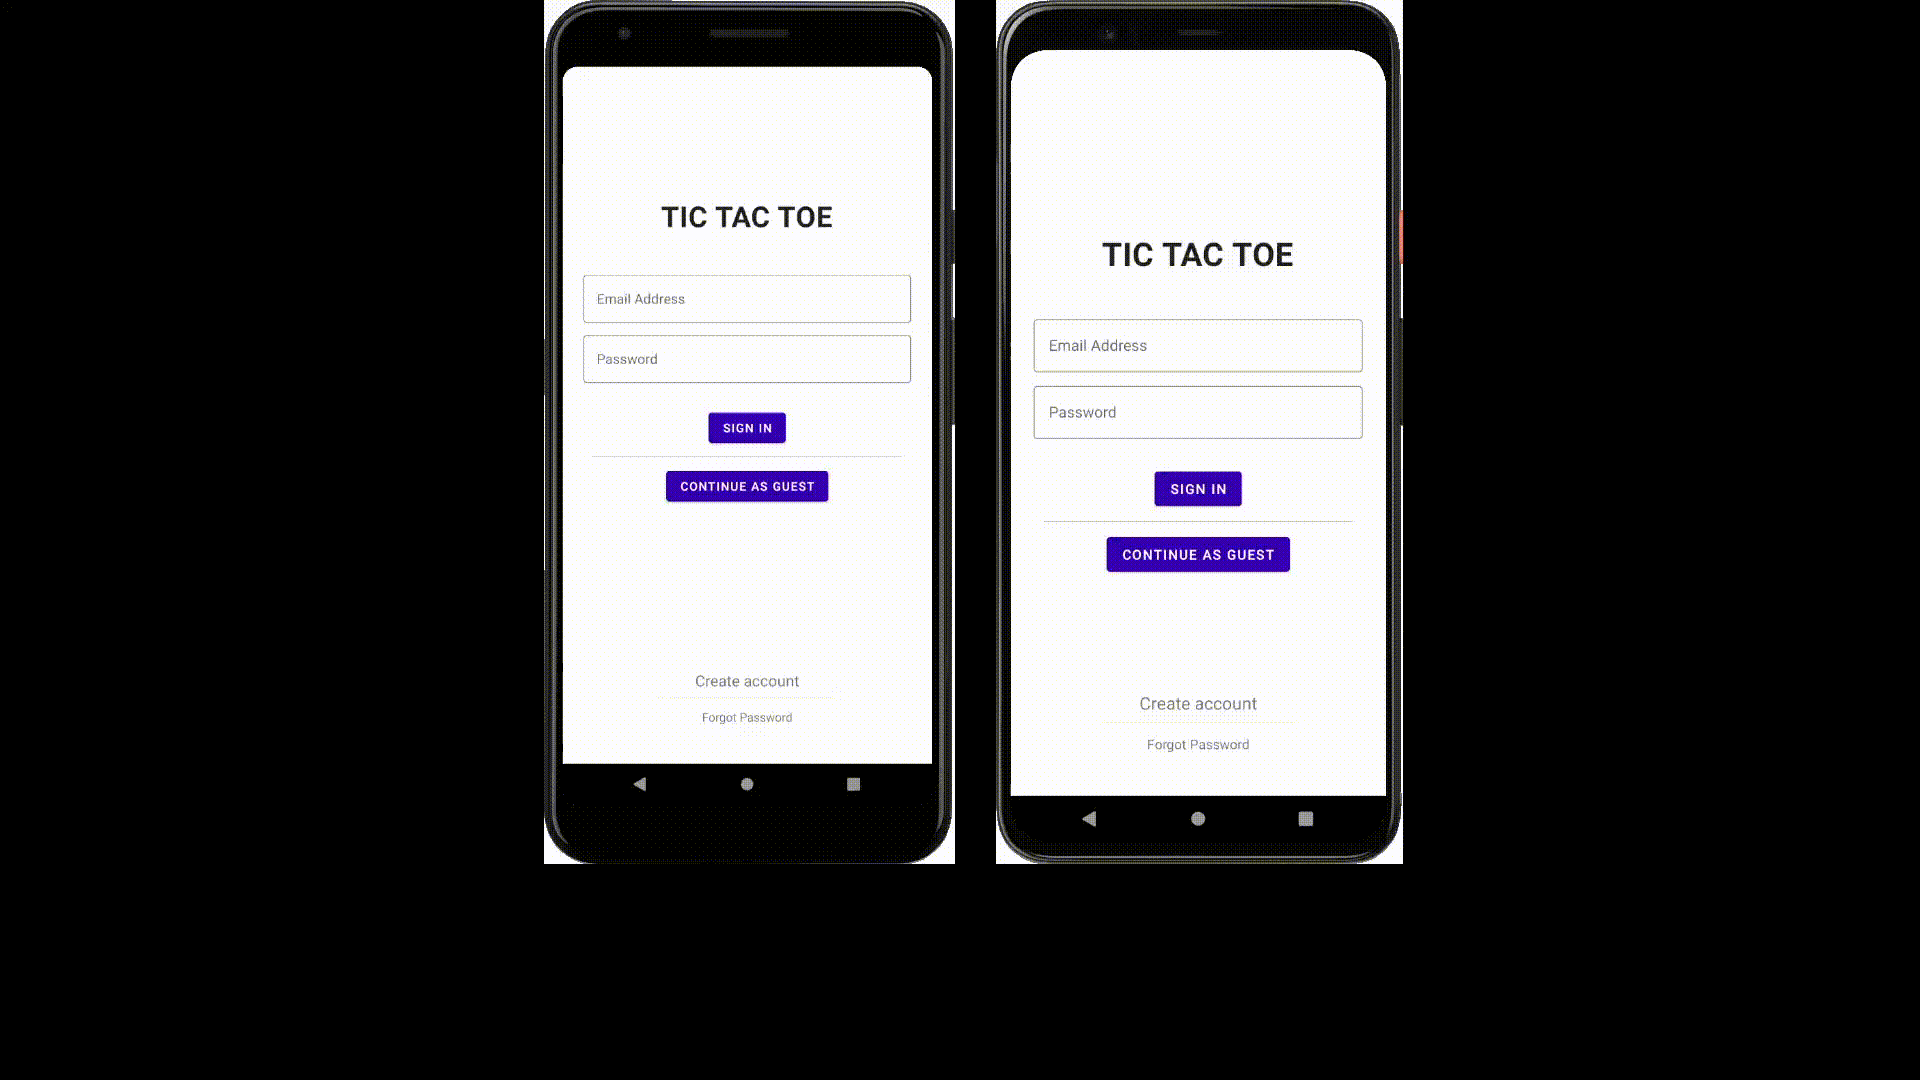 TIC TAC TOE
Email Address
Password
SIGN IN
CONTINUE AS GUEST
Create account
Forgot Password
TIC TAC TOE
Email Address
Password
SIGN IN
CONTINUE AS GUEST
Create account
Forgot Password